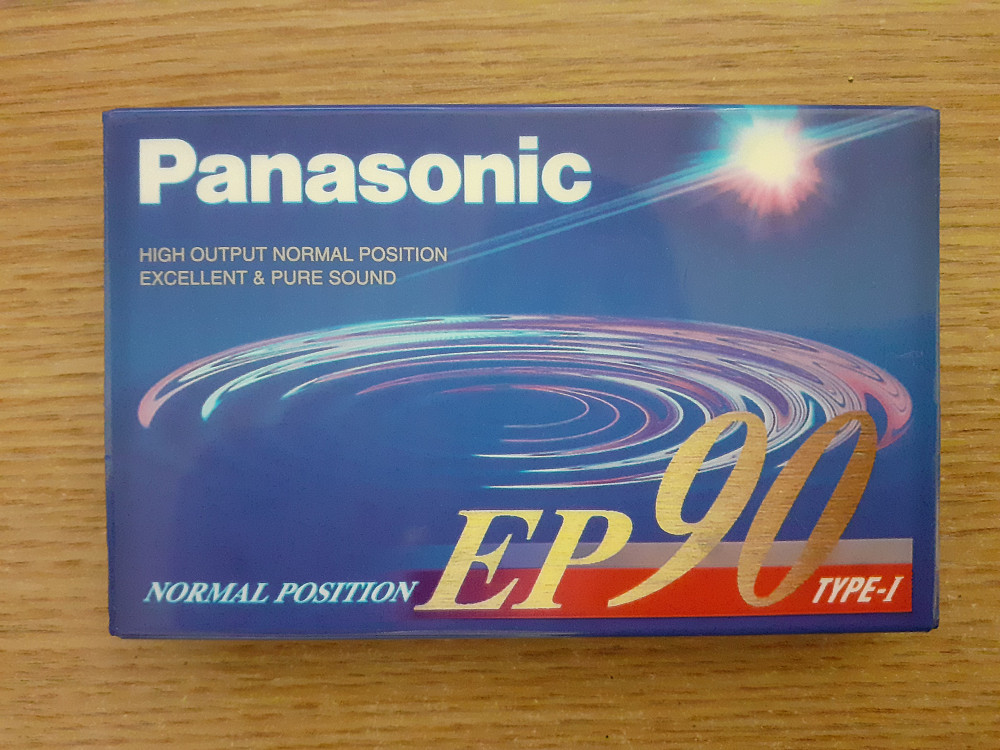 Panasonic
HIGH OUTPUT NORMAL POSITION
EXCELLENT & PURE SOUND
NORMAL POSITION EP90 TYPE-I